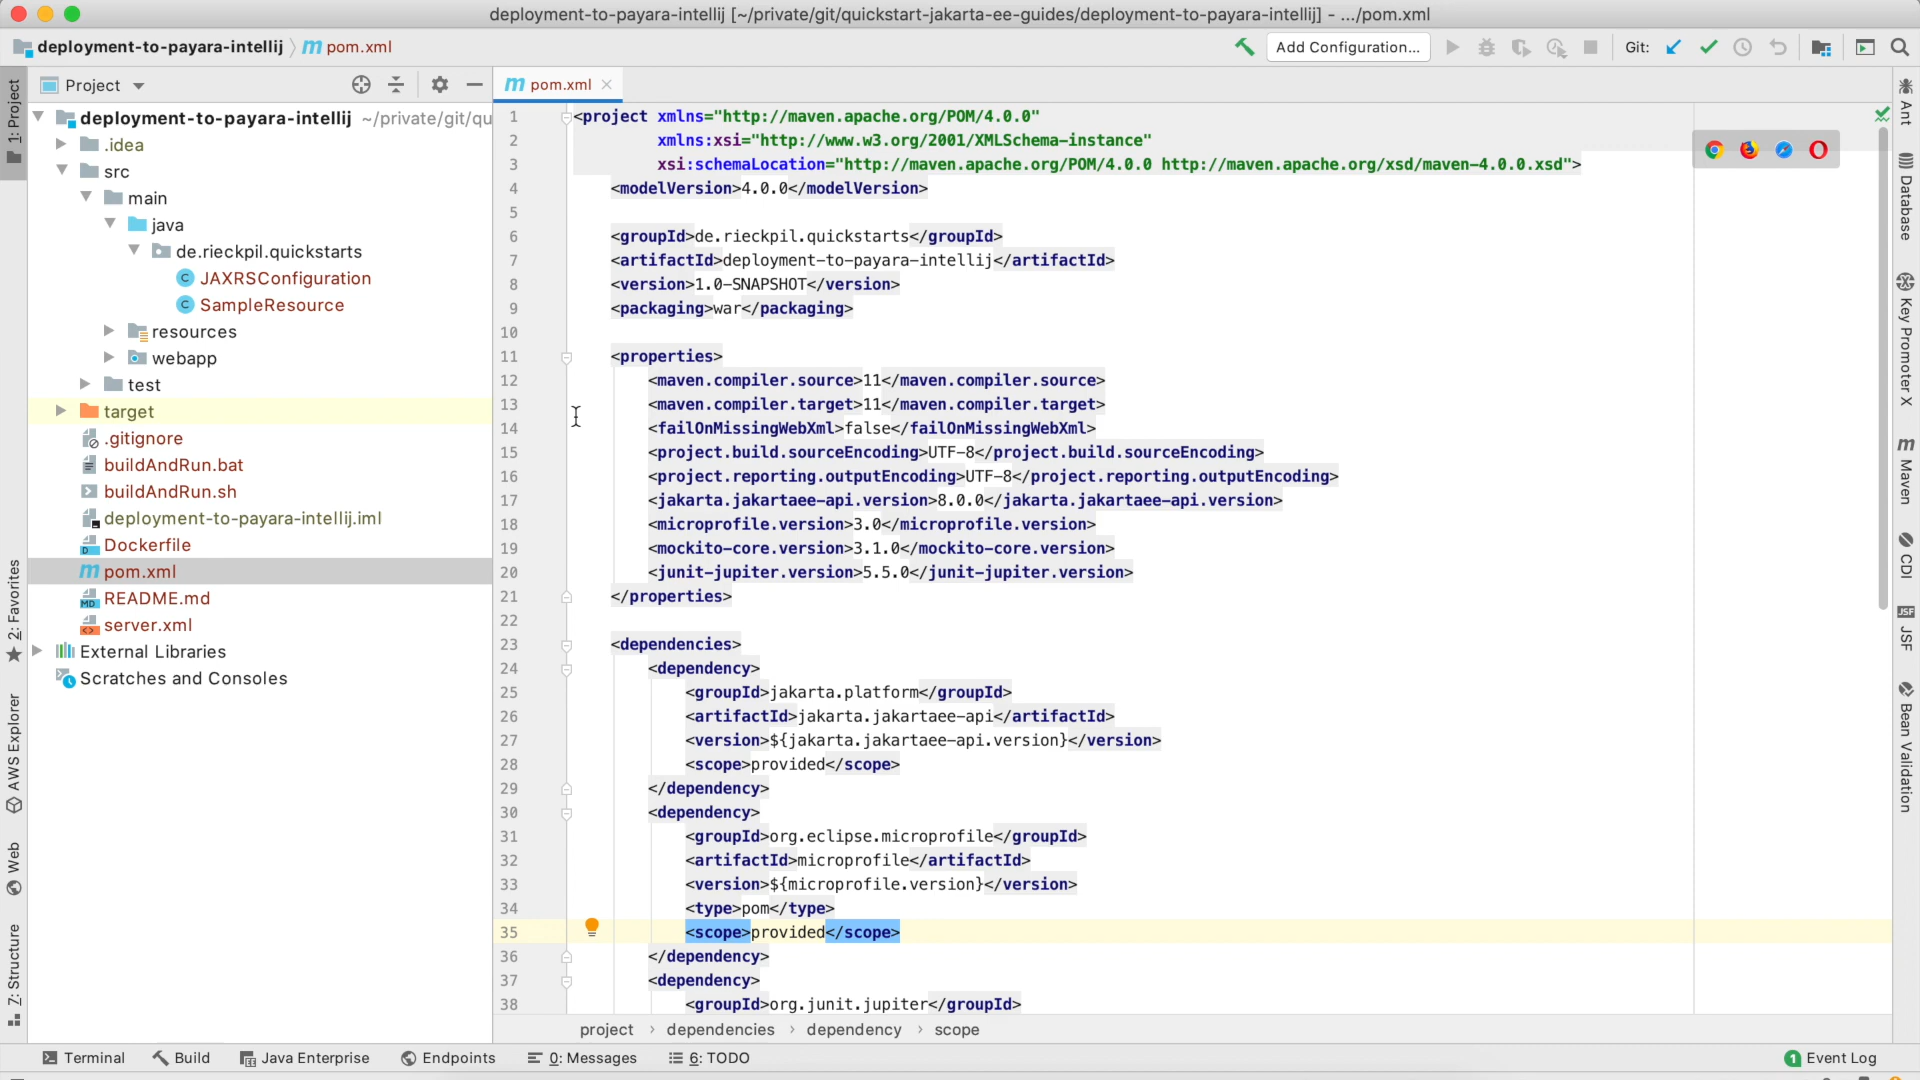 deployment-to-payara-intellij [~/private/git/quickstart-jakarta-ee-guides/deployment-to-payara-intellij] - .../pom.xml
deployment-to-payara-intellij
m pom.xml
Add Configuration...
Git:
Project
m pom.xml
1: Project
2: Favorites
AWS Explorer
Web
7: Structure
deployment-to-payara-intellij ~/private/git/qu
.idea
src
main
java
de.rieckpil.quickstarts
C JAXRSConfiguration
C SampleResource
resources
webapp
test
target
.gitignore
buildAndRun.bat
buildAndRun.sh
deployment-to-payara-intellij.iml
Dockerfile
m pom.xml
README.md
server.xml
External Libraries
Scratches and Consoles
1 <project xmlns="http://maven.apache.org/POM/4.0.0"
2 xmlns:xsi="http://www.w3.org/2001/XMLSchema-instance"
3 xsi:schemaLocation="http://maven.apache.org/POM/4.0.0 http://maven.apache.org/xsd/maven-4.0.0.xsd">
4 <modelVersion>4.0.0</modelVersion>
5
6 <groupId>de.rieckpil.quickstarts</groupId>
7 <artifactId>deployment-to-payara-intellij</artifactId>
8 <version>1.0-SNAPSHOT</version>
9 <packaging>war</packaging>
10
11 <properties>
12 <maven.compiler.source>11</maven.compiler.source>
13 <maven.compiler.target>11</maven.compiler.target>
14 <failOnMissingWebXml>false</failOnMissingWebXml>
15 <project.build.sourceEncoding>UTF-8</project.build.sourceEncoding>
16 <project.reporting.outputEncoding>UTF-8</project.reporting.outputEncoding>
17 <jakarta.jakartaee-api.version>8.0.0</jakarta.jakartaee-api.version>
18 <microprofile.version>3.0</microprofile.version>
19 <mockito-core.version>3.1.0</mockito-core.version>
20 <junit-jupiter.version>5.5.0</junit-jupiter.version>
21 </properties>
22
23 <dependencies>
24 <dependency>
25 <groupId>jakarta.platform</groupId>
26 <artifactId>jakarta.jakartaee-api</artifactId>
27 <version>${jakarta.jakartaee-api.version}</version>
28 <scope>provided</scope>
29 </dependency>
30 <dependency>
31 <groupId>org.eclipse.microprofile</groupId>
32 <artifactId>microprofile</artifactId>
33 <version>${microprofile.version}</version>
34 <type>pom</type>
35 <scope>provided</scope>
36 </dependency>
37 <dependency>
38 <groupId>org.junit.jupiter</groupId>
Ant
Database
Key Promoter X
m Maven
CDI
JSF JSF
Bean Validation
project › dependencies › dependency › scope
Terminal
Build
Java Enterprise
Endpoints
0: Messages
6: TODO
1 Event Log